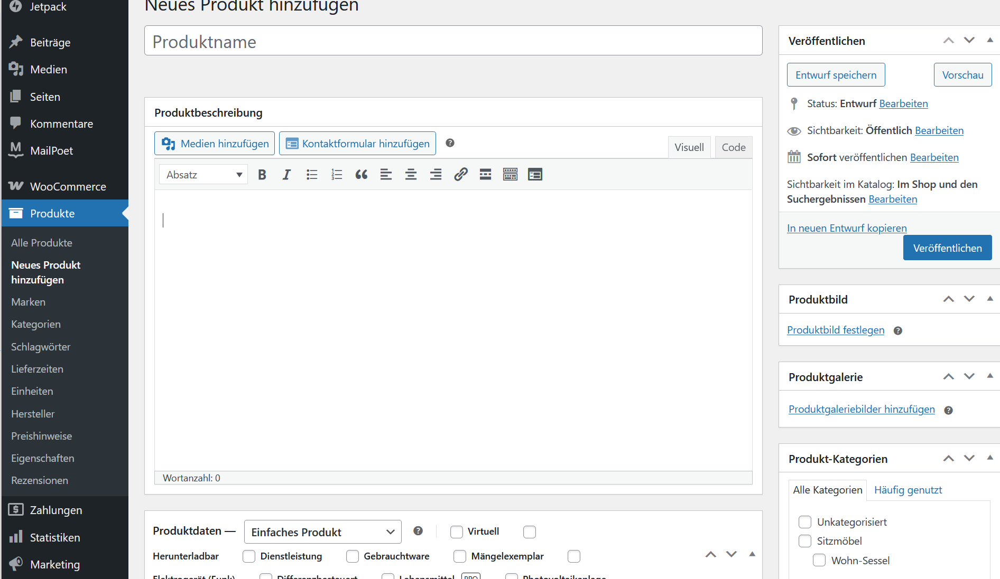 Jetpack
Beiträge
Medien
Seiten
Kommentare
MailPoet
WooCommerce
Produkte
Alle Produkte
Neues Produkt
hinzufügen
Marken
Kategorien
Schlagwörter
Lieferzeiten
Einheiten
Hersteller
Preishinweise
Eigenschaften
Rezensionen
Zahlungen
Statistiken
Marketing
Neues Produkt hinzufügen
Produktname
Produktbeschreibung
Medien hinzufügen Kontaktformular hinzufügen
Visuell Code
Absatz
Wortanzahl: 0
Produktdaten — Einfaches Produkt Virtuell
Herunterladbar Dienstleistung Gebrauchtware Mängelexemplar
Elektrogerät (Funk) Differenzbesteuert Lebensmittel PRO Photovoltaikanlage
Veröffentlichen
Entwurf speichern Vorschau
Status: Entwurf Bearbeiten
Sichtbarkeit: Öffentlich Bearbeiten
Sofort veröffentlichen Bearbeiten
Sichtbarkeit im Katalog: Im Shop und den
Suchergebnissen Bearbeiten
In neuen Entwurf kopieren
Veröffentlichen
Produktbild
Produktbild festlegen
Produktgalerie
Produktgaleriebilder hinzufügen
Produkt-Kategorien
Alle Kategorien Häufig genutzt
Unkategorisiert
Sitzmöbel
Wohn-Sessel